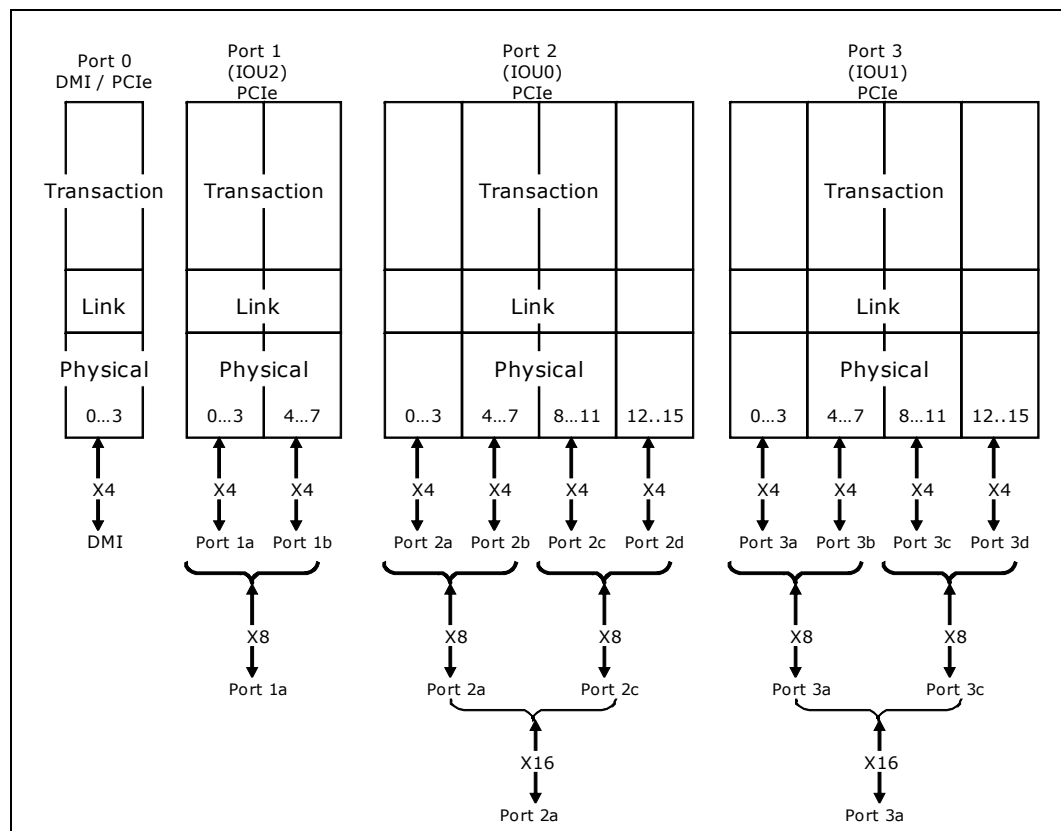 Port 0
DMI / PCIe
Port 1
(IOU2)
PCIe
Port 2
(IOU0)
PCIe
Port 3
(IOU1)
PCIe
Transaction
Transaction
Transaction
Transaction
Link
Link
Link
Link
Physical
Physical
Physical
Physical
0...3
0...3
4...7
0...3
4...7
8...11
12..15
0...3
4...7
8...11
12..15
X4
X4
X4
X4
X4
X4
X4
X4
X4
X4
X4
DMI
Port 1a
Port 1b
Port 2a
Port 2b
Port 2c
Port 2d
Port 3a
Port 3b
Port 3c
Port 3d
X8
X8
X8
X8
X8
Port 1a
Port 2a
Port 2c
Port 3a
Port 3c
X16
X16
Port 2a
Port 3a